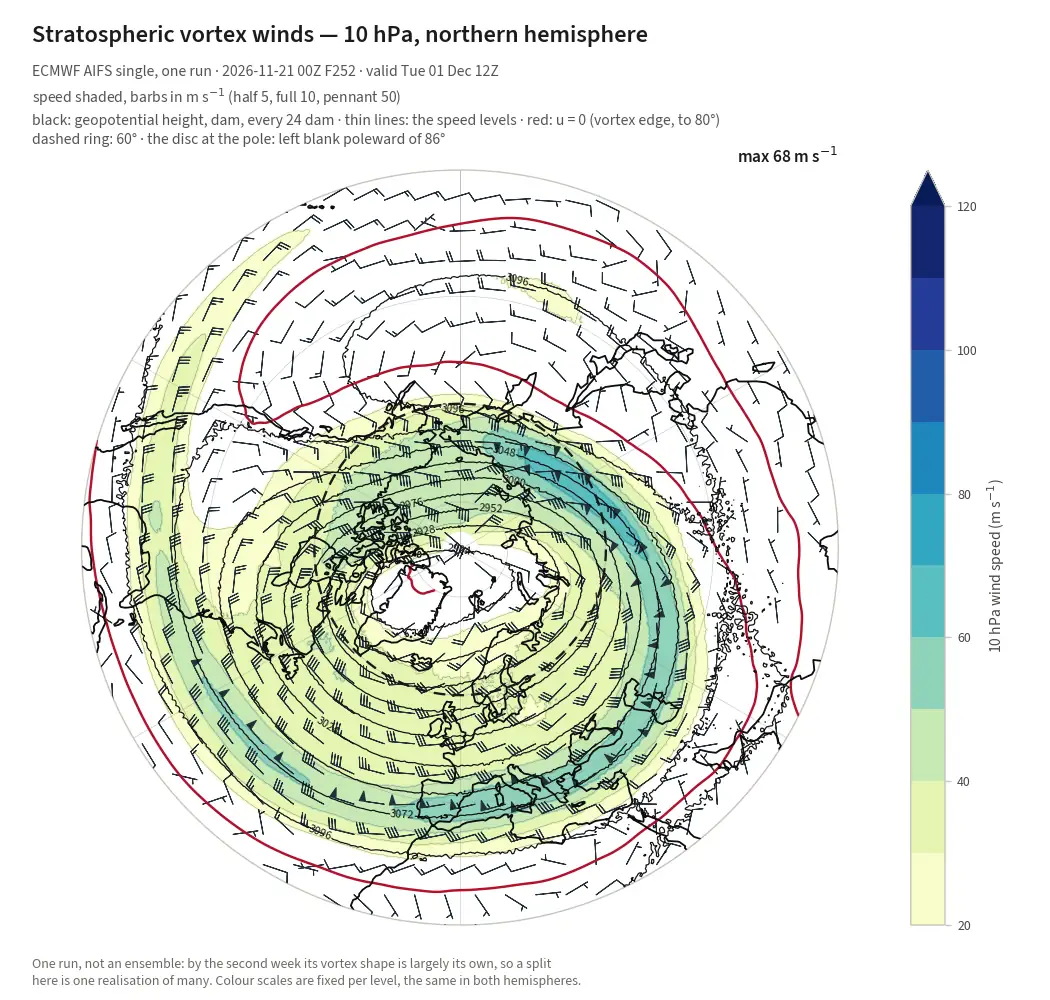 Stratospheric vortex winds — 10 hPa, northern hemisphere
ECMWF AIFS single, one run · 2026-11-21 00Z F252 · valid Tue 01 Dec 12Z
speed shaded, barbs in m s⁻¹ (half 5, full 10, pennant 50)
black: geopotential height, dam, every 24 dam · thin lines: the speed levels · red: u = 0 (vortex edge, to 80°)
dashed ring: 60° · the disc at the pole: left blank poleward of 86°
max 68 m s⁻¹
120
100
80
60
40
20
10 hPa wind speed (m s⁻¹)
3096
3096
3048
2952
2928
3072
3096
One run, not an ensemble: by the second week its vortex shape is largely its own, so a split
here is one realisation of many. Colour scales are fixed per level, the same in both hemispheres.